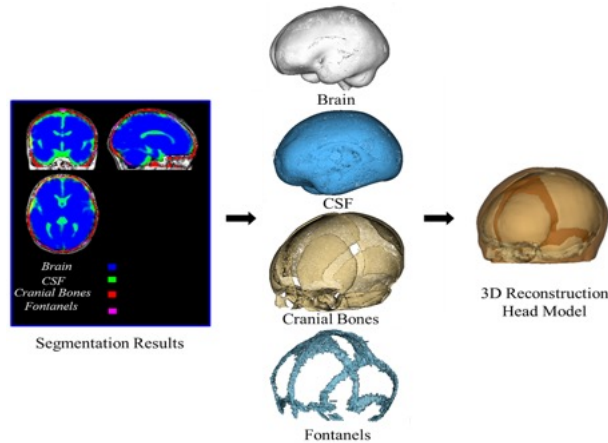 Brain
CSF
Cranial Bones
Fontanels
Segmentation Results
Brain
CSF
Cranial Bones
Fontanels
3D Reconstruction
Head Model